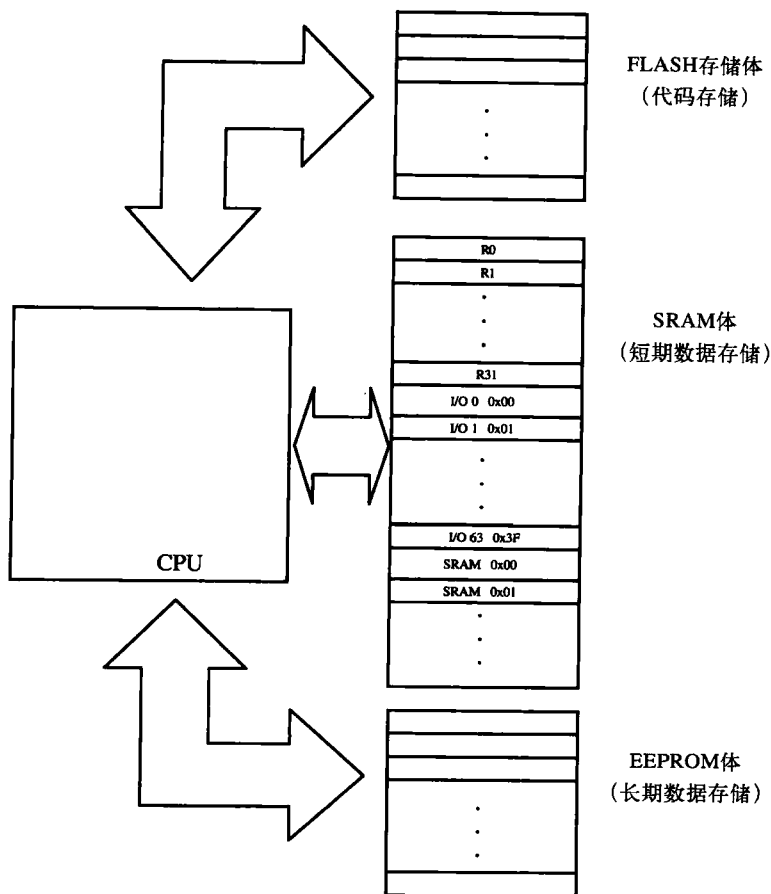 FLASH存储体
(代码存储)
R0
R1
R31
I/O 0 0x00
I/O 1 0x01
I/O 63 0x3F
SRAM 0x00
SRAM 0x01
SRAM体
(短期数据存储)
CPU
EEPROM体
(长期数据存储)